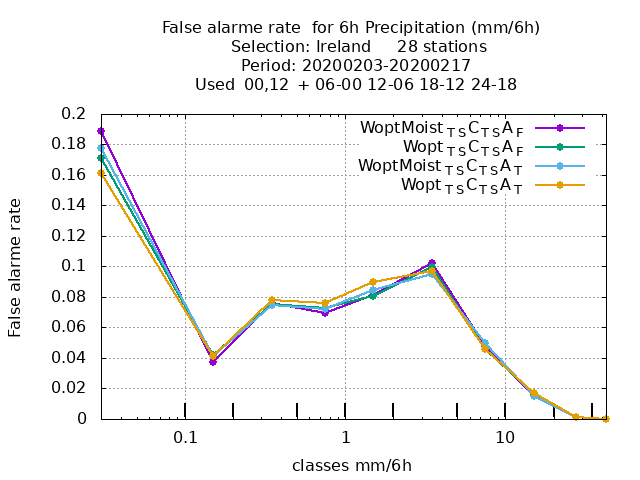 False alarme rate  for 6h Precipitation (mm/6h)
Selection: Ireland     28 stations
Period: 20200203-20200217
Used  00,12  + 06-00 12-06 18-12 24-18
WoptMoist TS C TS A F
Wopt TS C TS A F
WoptMoist TS C TS A T
Wopt TS C TS A T
False alarme rate
0.2
0.18
0.16
0.14
0.12
0.1
0.08
0.06
0.04
0.02
0
0.1
1
10
classes mm/6h